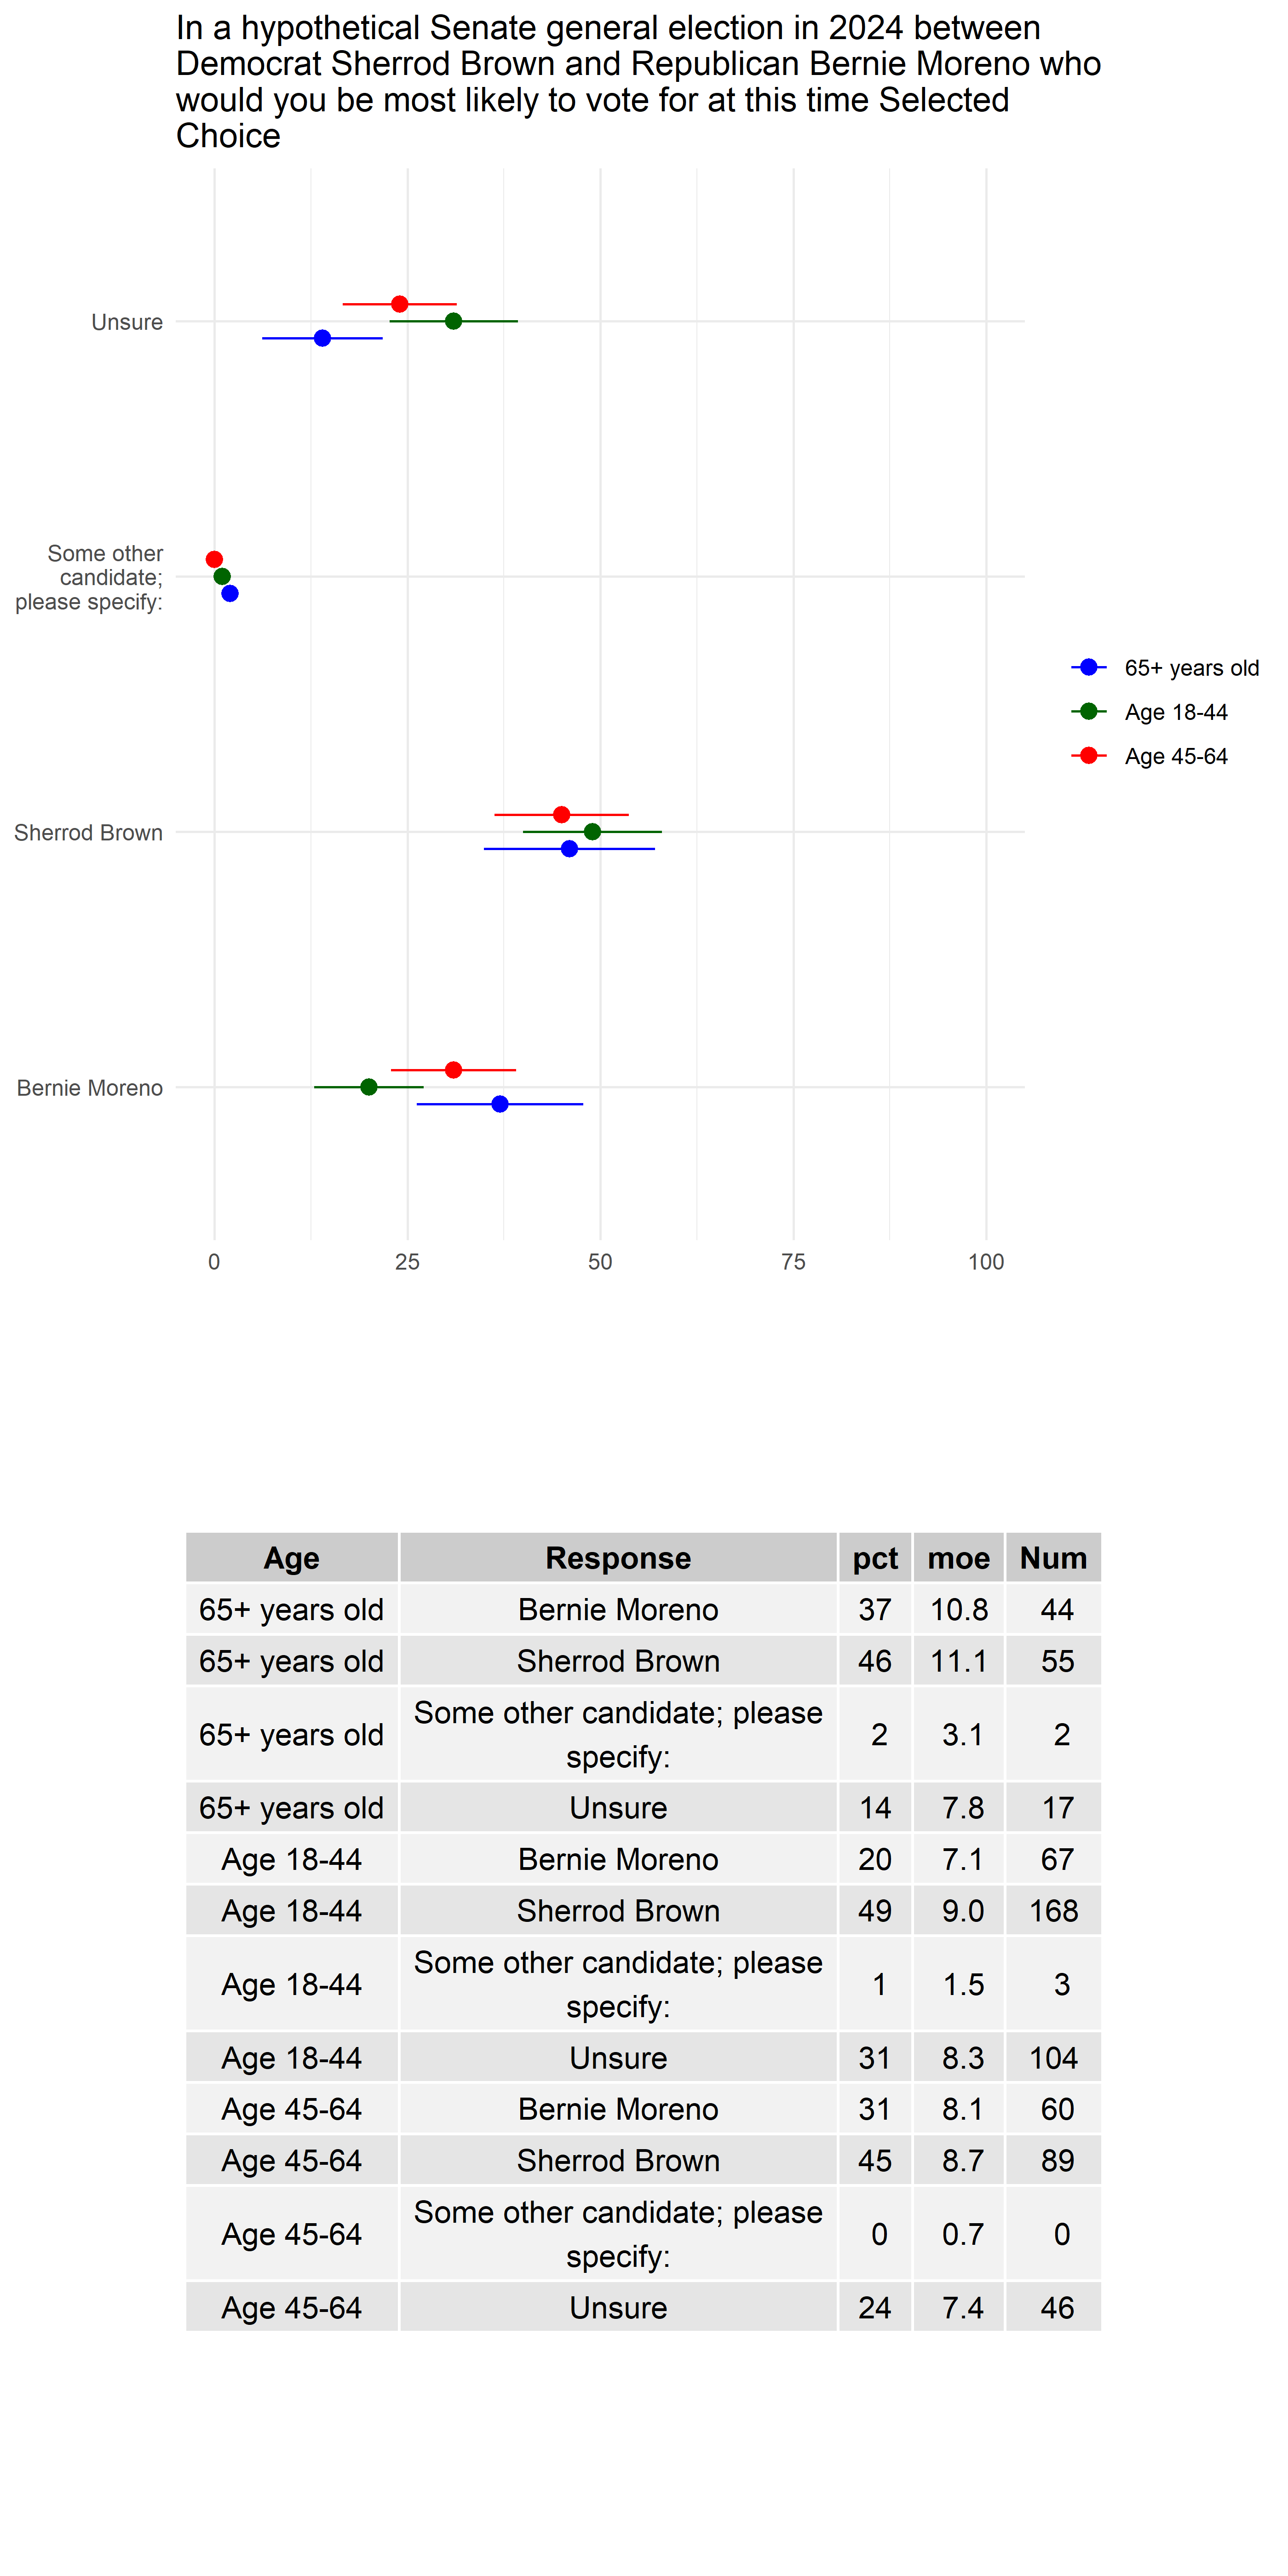 In a hypothetical Senate general election in 2024 between
Democrat Sherrod Brown and Republican Bernie Moreno who
would you be most likely to vote for at this time Selected
Choice
Unsure
Some other
candidate;
please specify:
Sherrod Brown
Bernie Moreno
0 25 50 75 100
65+ years old
Age 18-44
Age 45-64
Age Response pct moe Num
65+ years old Bernie Moreno 37 10.8 44
65+ years old Sherrod Brown 46 11.1 55
65+ years old Some other candidate; please specify: 2 3.1 2
65+ years old Unsure 14 7.8 17
Age 18-44 Bernie Moreno 20 7.1 67
Age 18-44 Sherrod Brown 49 9.0 168
Age 18-44 Some other candidate; please specify: 1 1.5 3
Age 18-44 Unsure 31 8.3 104
Age 45-64 Bernie Moreno 31 8.1 60
Age 45-64 Sherrod Brown 45 8.7 89
Age 45-64 Some other candidate; please specify: 0 0.7 0
Age 45-64 Unsure 24 7.4 46